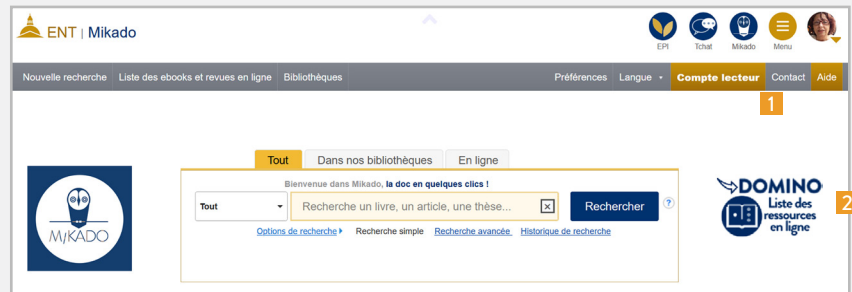 ENT | Mikado
EPI Tchat Mikado Menu
Nouvelle recherche Liste des ebooks et revues en ligne Bibliothèques Préférences Langue Compte lecteur Contact Aide
1
Tout Dans nos bibliothèques En ligne
Bienvenue dans Mikado, la doc en quelques clics !
Tout Recherche un livre, un article, une thèse... Rechercher ?
Options de recherche Recherche simple Recherche avancée Historique de recherche
MIKADO
DOMINO
Liste des
ressources
en ligne
2